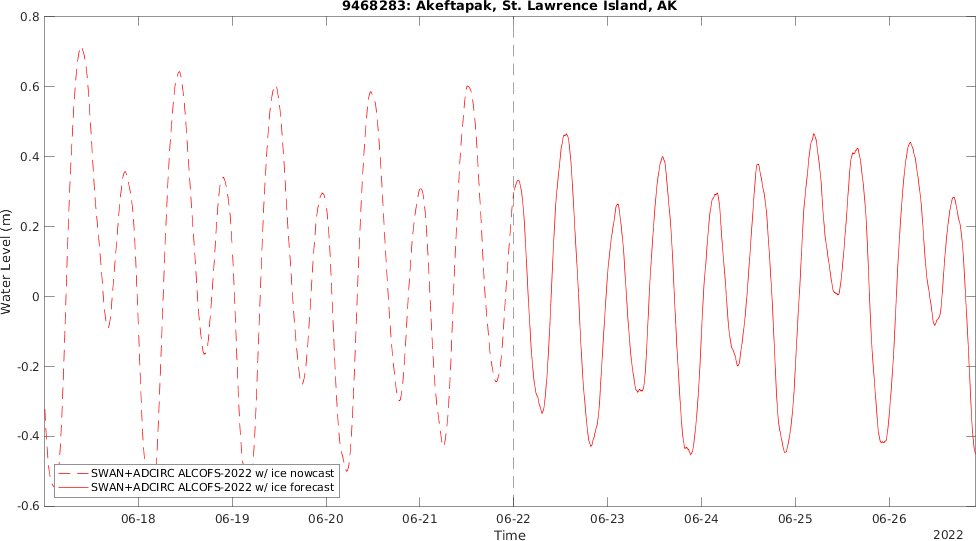 9468283: Akeftapak, St. Lawrence Island, AK
0.8
0.6
0.4
0.2
0
-0.2
-0.4
-0.6
Water Level (m)
SWAN+ADCIRC ALCOFS-2022 w/ ice nowcast
SWAN+ADCIRC ALCOFS-2022 w/ ice forecast
06-18 06-19 06-20 06-21 06-22 06-23 06-24 06-25 06-26
Time
2022